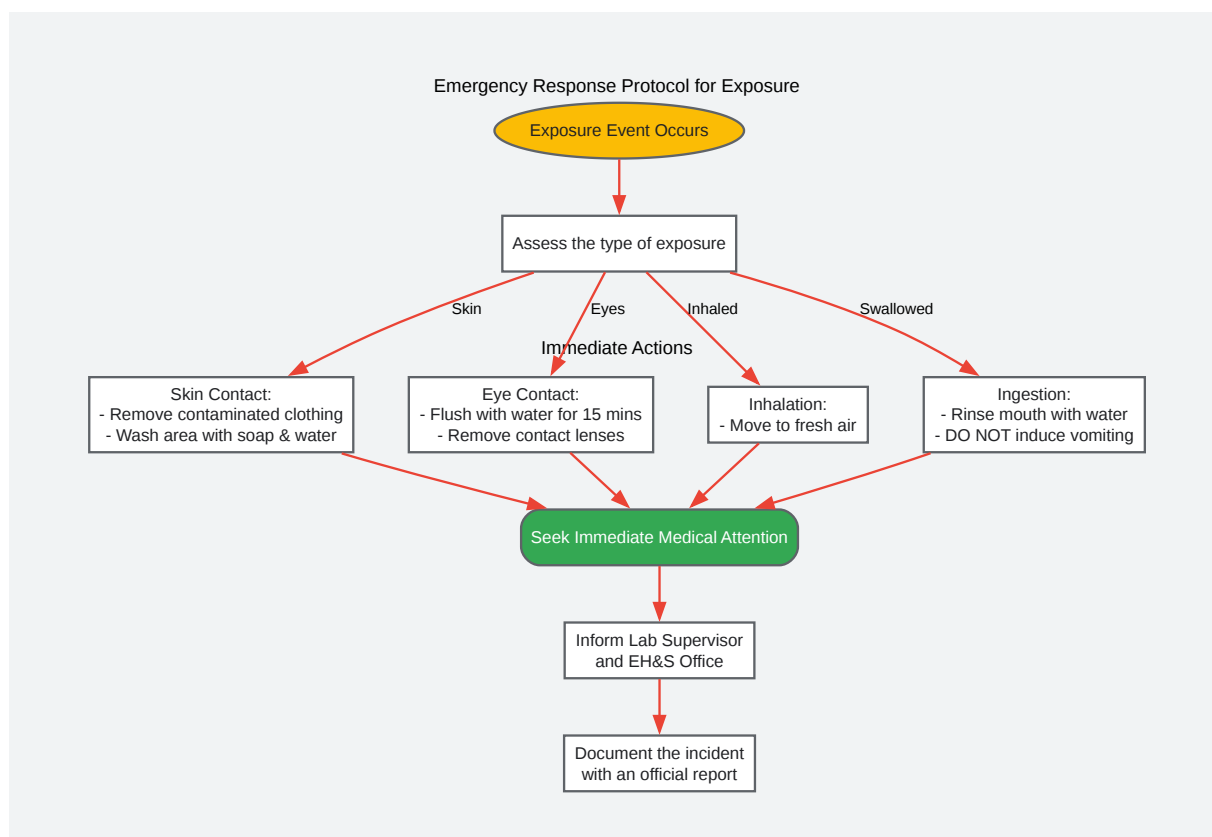 Emergency Response Protocol for Exposure
Exposure Event Occurs
Assess the type of exposure
Skin
Eyes
Inhaled
Swallowed
Immediate Actions
Skin Contact:
- Remove contaminated clothing
- Wash area with soap & water
Eye Contact:
- Flush with water for 15 mins
- Remove contact lenses
Inhalation:
- Move to fresh air
Ingestion:
- Rinse mouth with water
- DO NOT induce vomiting
Seek Immediate Medical Attention
Inform Lab Supervisor
and EH&S Office
Document the incident
with an official report